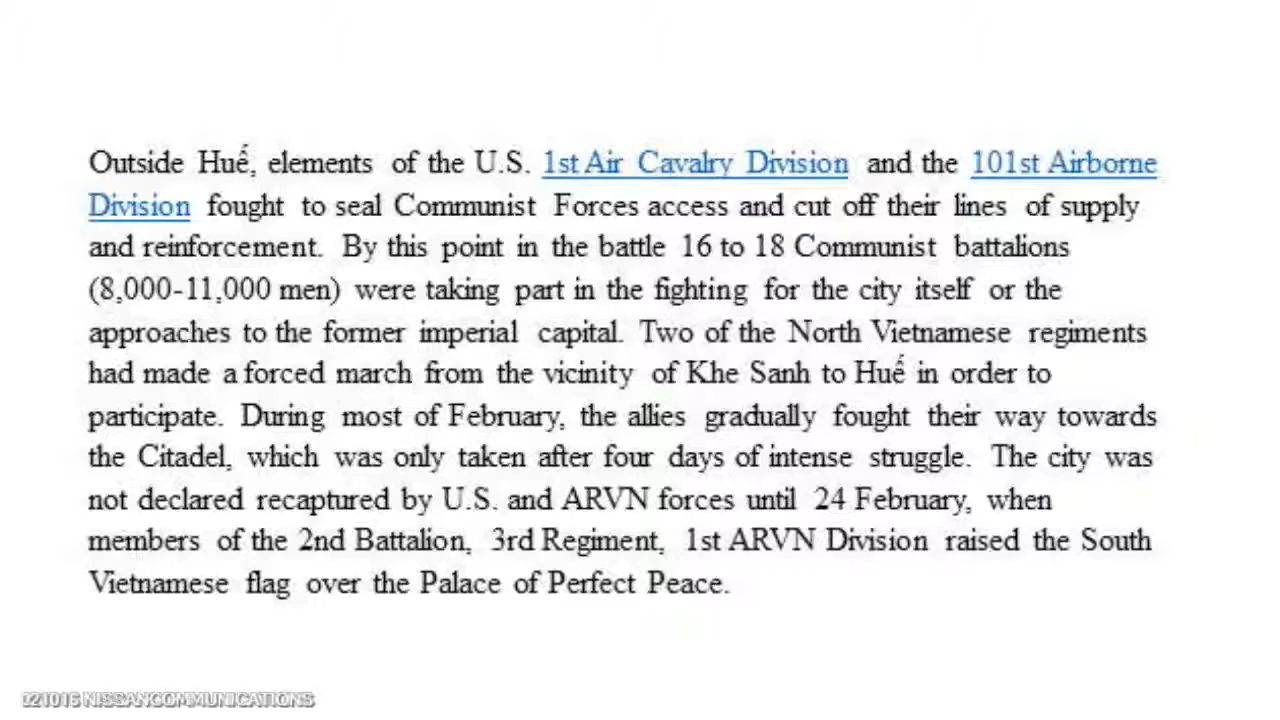 Outside Huế, elements of the U.S. 1st Air Cavalry Division and the 101st Airborne
Division fought to seal Communist Forces access and cut off their lines of supply
and reinforcement. By this point in the battle 16 to 18 Communist battalions
(8,000-11,000 men) were taking part in the fighting for the city itself or the
approaches to the former imperial capital. Two of the North Vietnamese regiments
had made a forced march from the vicinity of Khe Sanh to Huế in order to
participate. During most of February, the allies gradually fought their way towards
the Citadel, which was only taken after four days of intense struggle. The city was
not declared recaptured by U.S. and ARVN forces until 24 February, when
members of the 2nd Battalion, 3rd Regiment, 1st ARVN Division raised the South
Vietnamese flag over the Palace of Perfect Peace.
021016 NISSANCOMMUNICATIONS